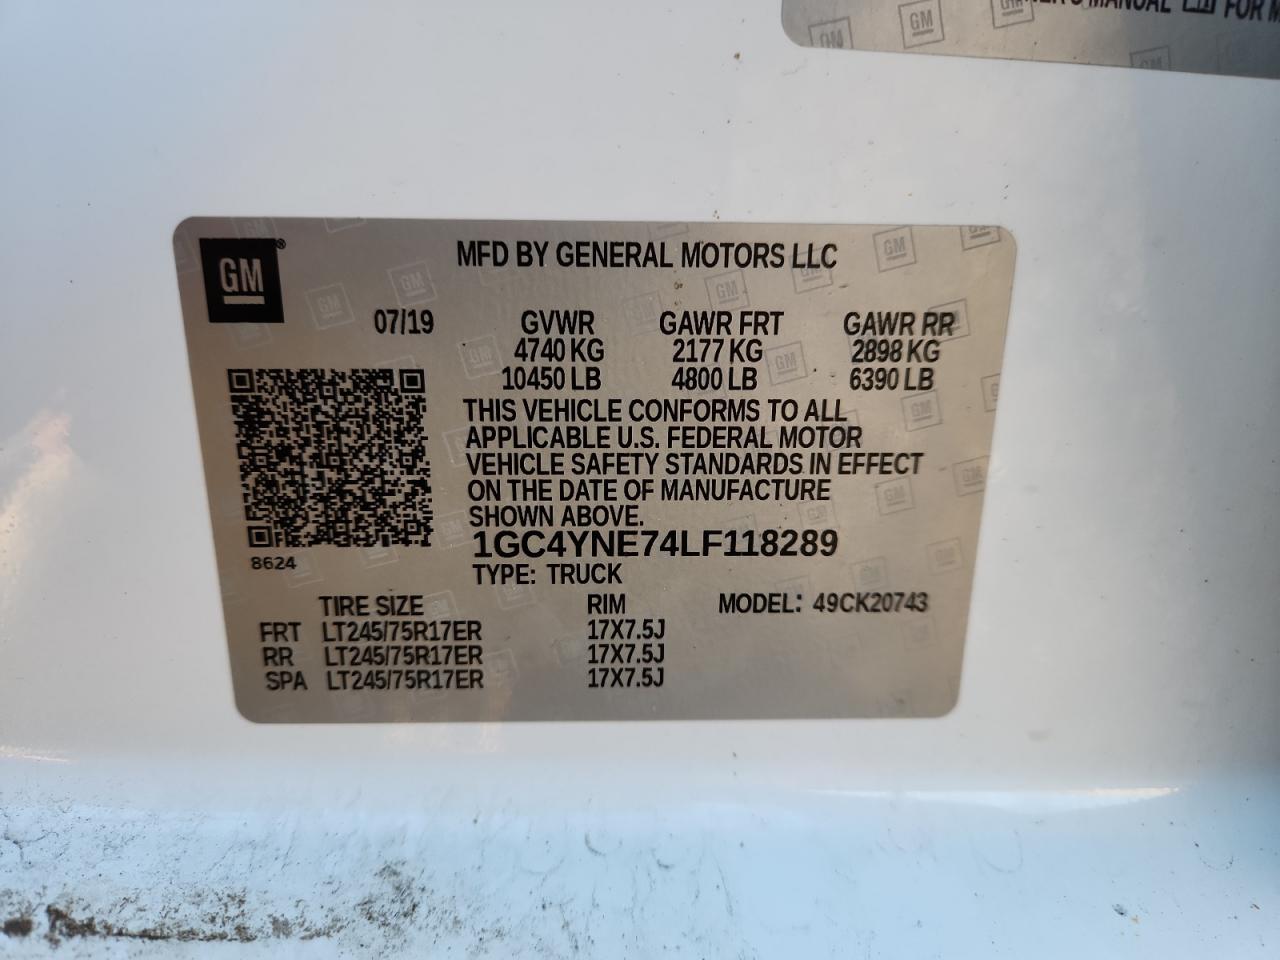 MANUAL FOR
GM
MFD BY GENERAL MOTORS LLC
07/19 GVWR GAWR FRT GAWR RR
4740 KG 2177 KG 2898 KG
10450 LB 4800 LB 6390 LB
THIS VEHICLE CONFORMS TO ALL
APPLICABLE U.S. FEDERAL MOTOR
VEHICLE SAFETY STANDARDS IN EFFECT
ON THE DATE OF MANUFACTURE
SHOWN ABOVE.
1GC4YNE74LF118289
8624
TYPE: TRUCK
TIRE SIZE RIM MODEL: 49CK20743
FRT LT245/75R17ER 17X7.5J
RR LT245/75R17ER 17X7.5J
SPA LT245/75R17ER 17X7.5J